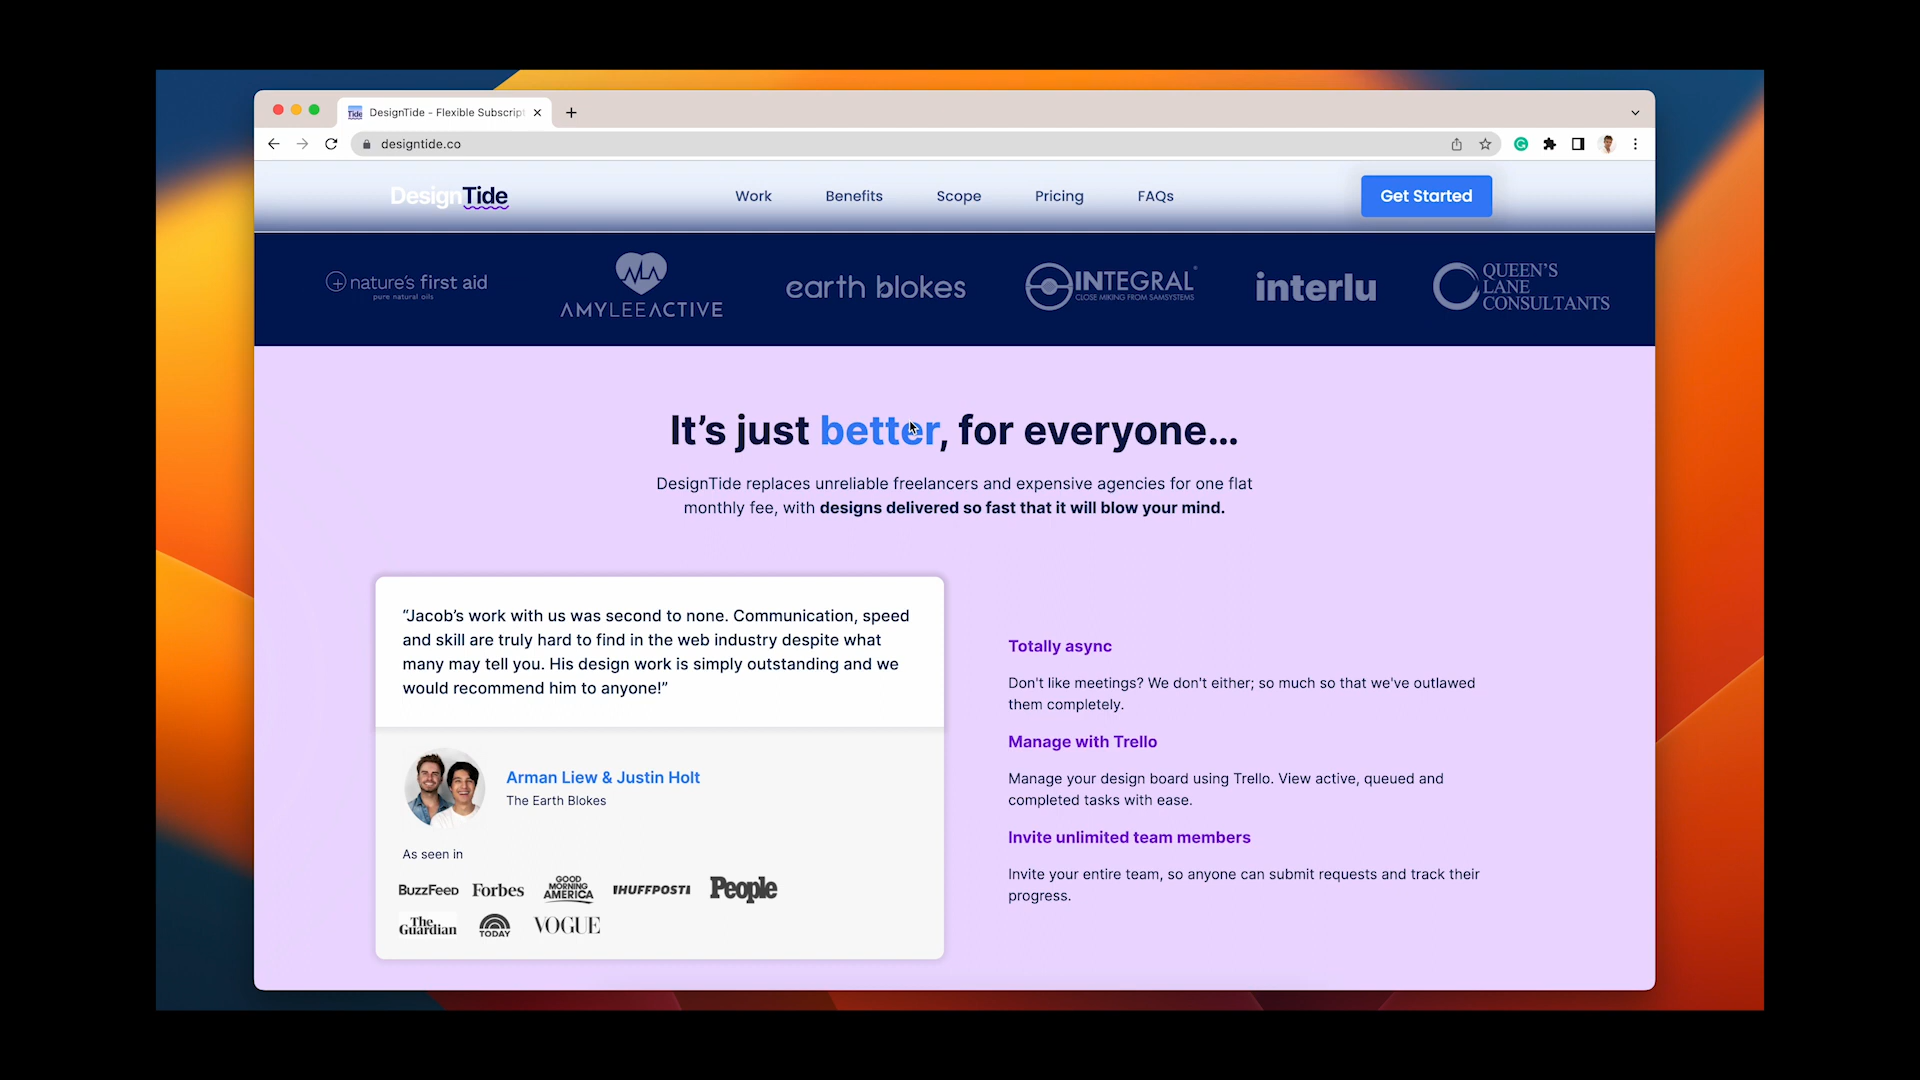 Tide
DesignTide - Flexible Subscript
designtide.co
DesignTide
Work
Benefits
Scope
Pricing
FAQs
Get Started
nature's first aid
pure natural oils
AMYLEEACTIVE
earth blokes
INTEGRAL
CLOSE MIKING FROM SAMSYSTEMS
interlu
QUEEN'S
LANE
CONSULTANTS
It’s just better, for everyone...
DesignTide replaces unreliable freelancers and expensive agencies for one flat
monthly fee, with designs delivered so fast that it will blow your mind.
“Jacob’s work with us was second to none. Communication, speed
and skill are truly hard to find in the web industry despite what
many may tell you. His design work is simply outstanding and we
would recommend him to anyone!”
Arman Liew & Justin Holt
The Earth Blokes
As seen in
BuzzFeed
Forbes
GOOD
MORNING
AMERICA
HUFFPOST
People
The
Guardian
TODAY
VOGUE
Totally async
Don't like meetings? We don't either; so much so that we've outlawed
them completely.
Manage with Trello
Manage your design board using Trello. View active, queued and
completed tasks with ease.
Invite unlimited team members
Invite your entire team, so anyone can submit requests and track their
progress.